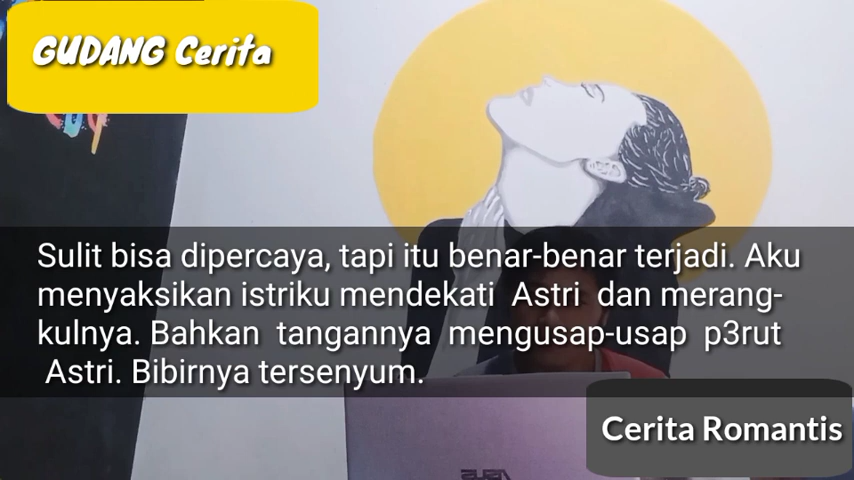 GUDANG Cerita
Sulit bisa dipercaya, tapi itu benar-benar terjadi. Aku
menyaksikan istriku mendekati Astri dan merang-
kulnya. Bahkan tangannya mengusap-usap p3rut
Astri. Bibirnya tersenyum.
Cerita Romantis